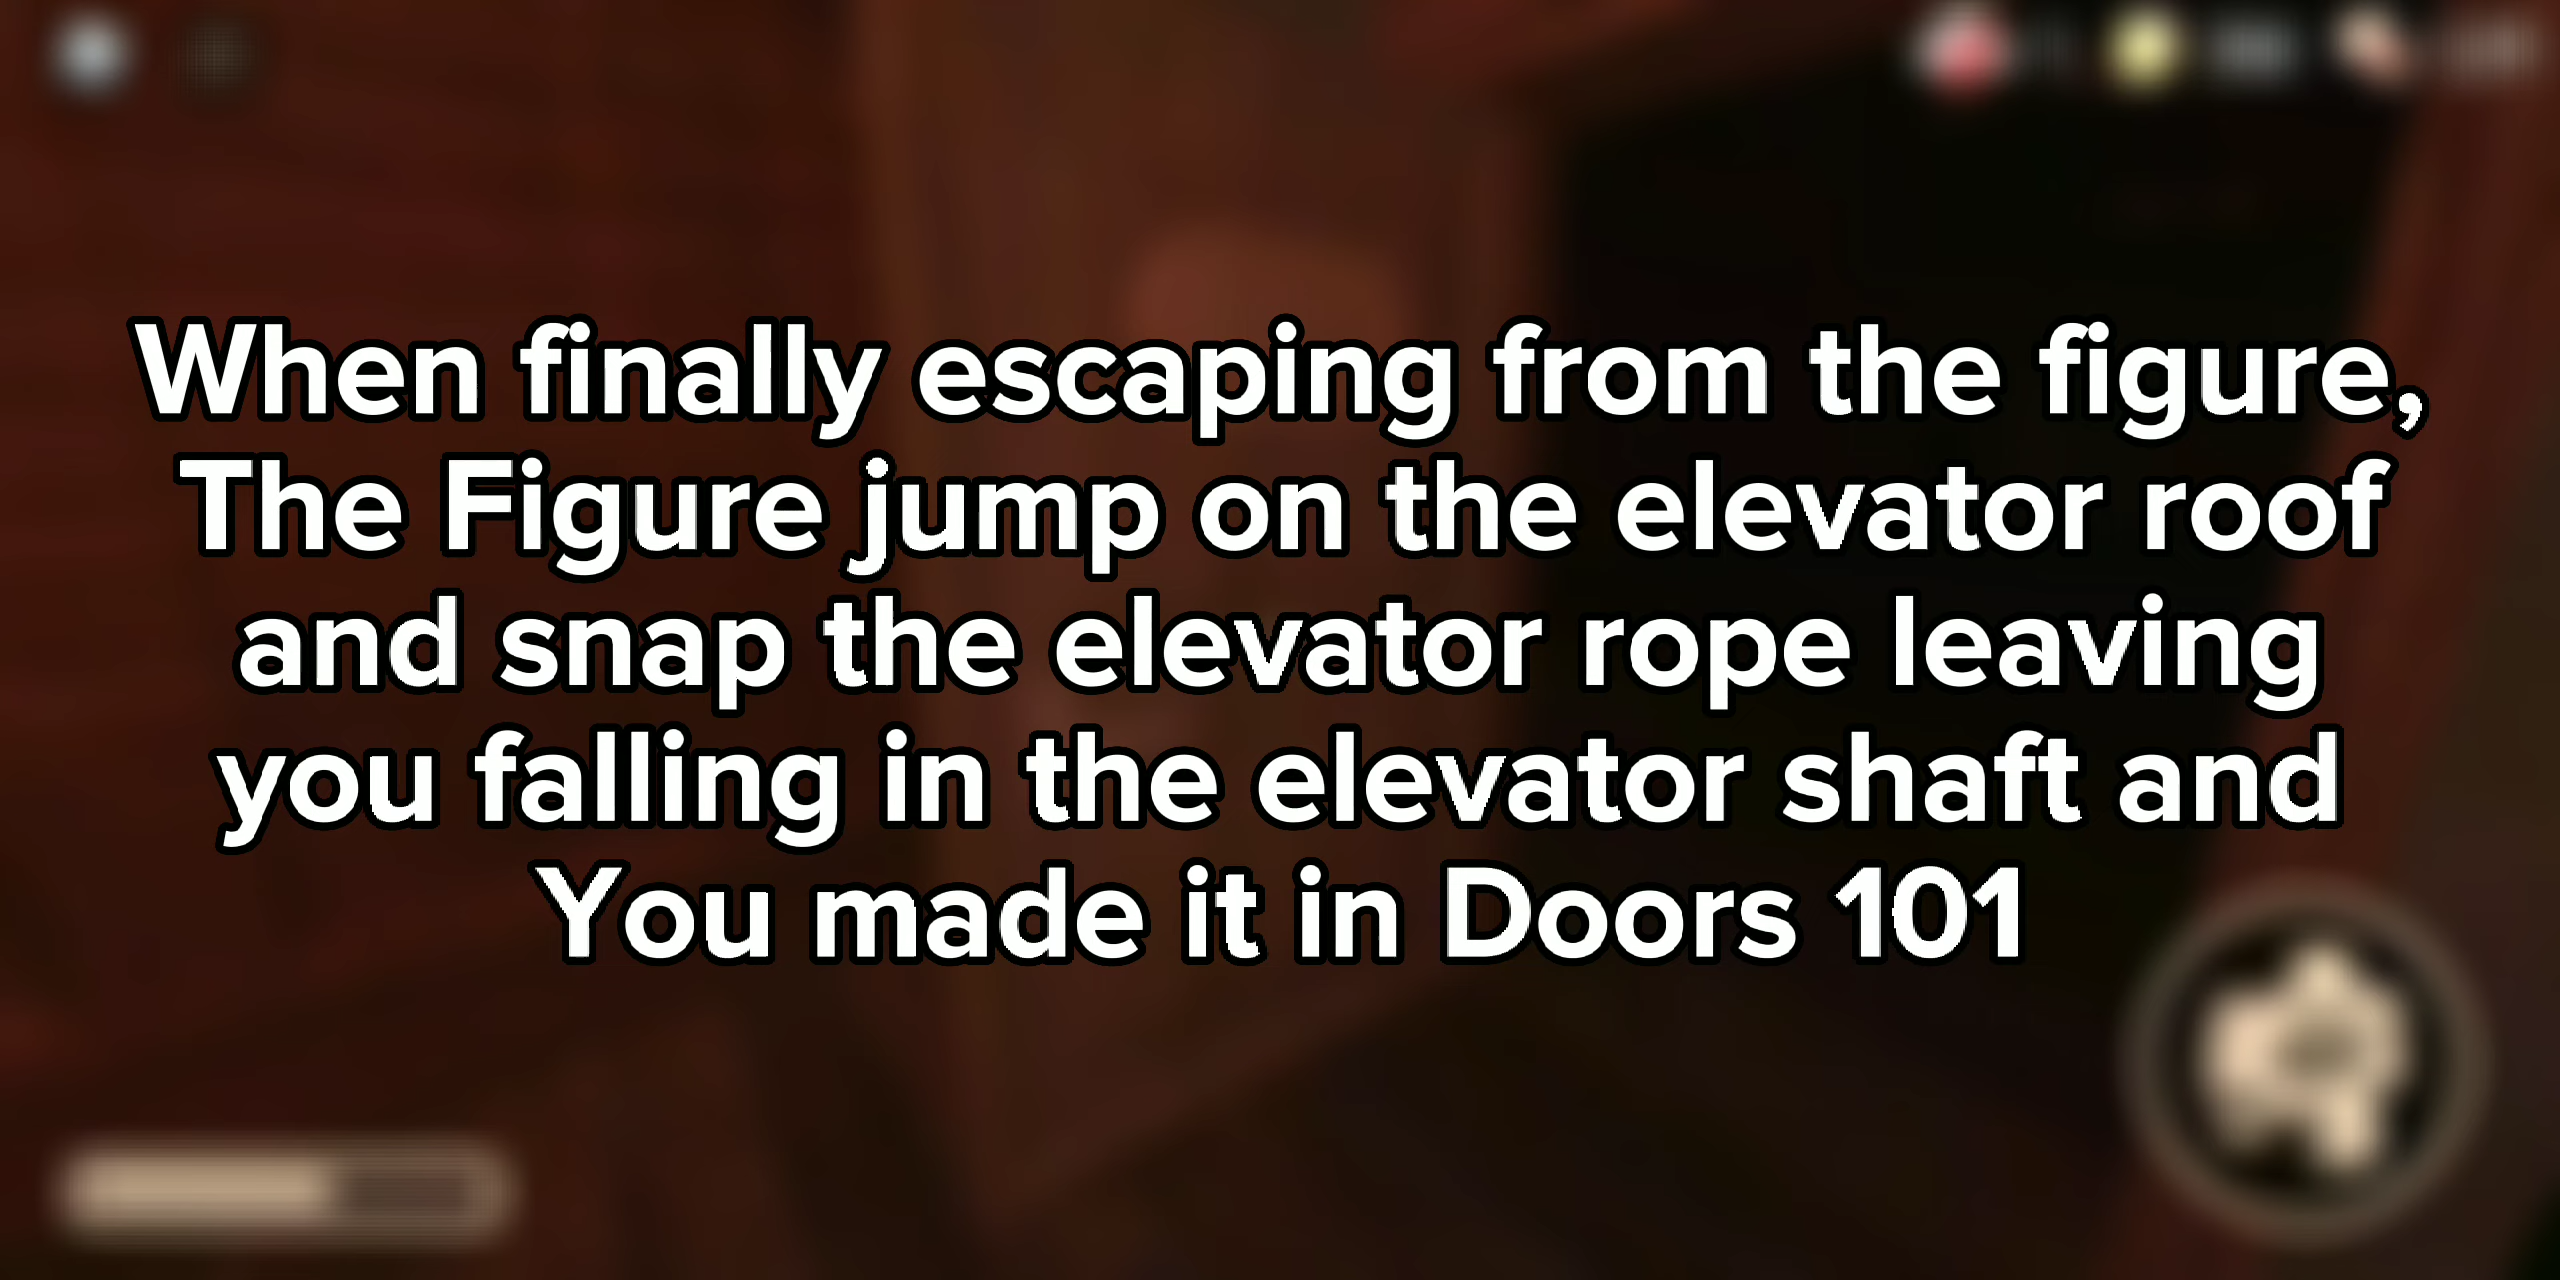 When finally escaping from the figure,
The Figure jump on the elevator roof
and snap the elevator rope leaving
you falling in the elevator shaft and
You made it in Doors 101